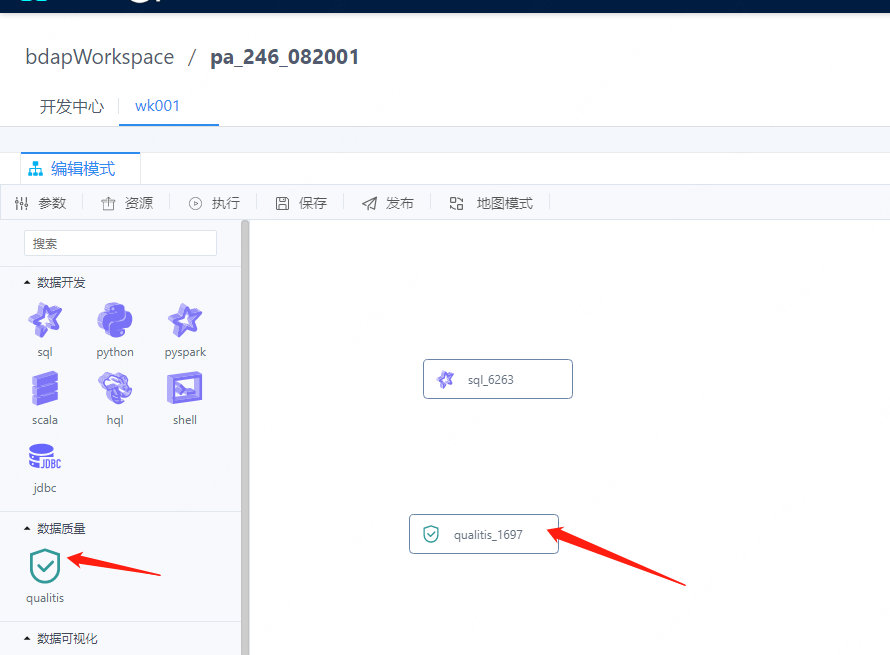 bdapWorkspace / pa_246_082001
开发中心 wk001
编辑模式
参数 资源 执行 保存 发布 地图模式
搜索
数据开发
sql python pyspark
scala hql shell
JDBC
jdbc
sql_6263
数据质量
qualitis_1697
qualitis
数据可视化